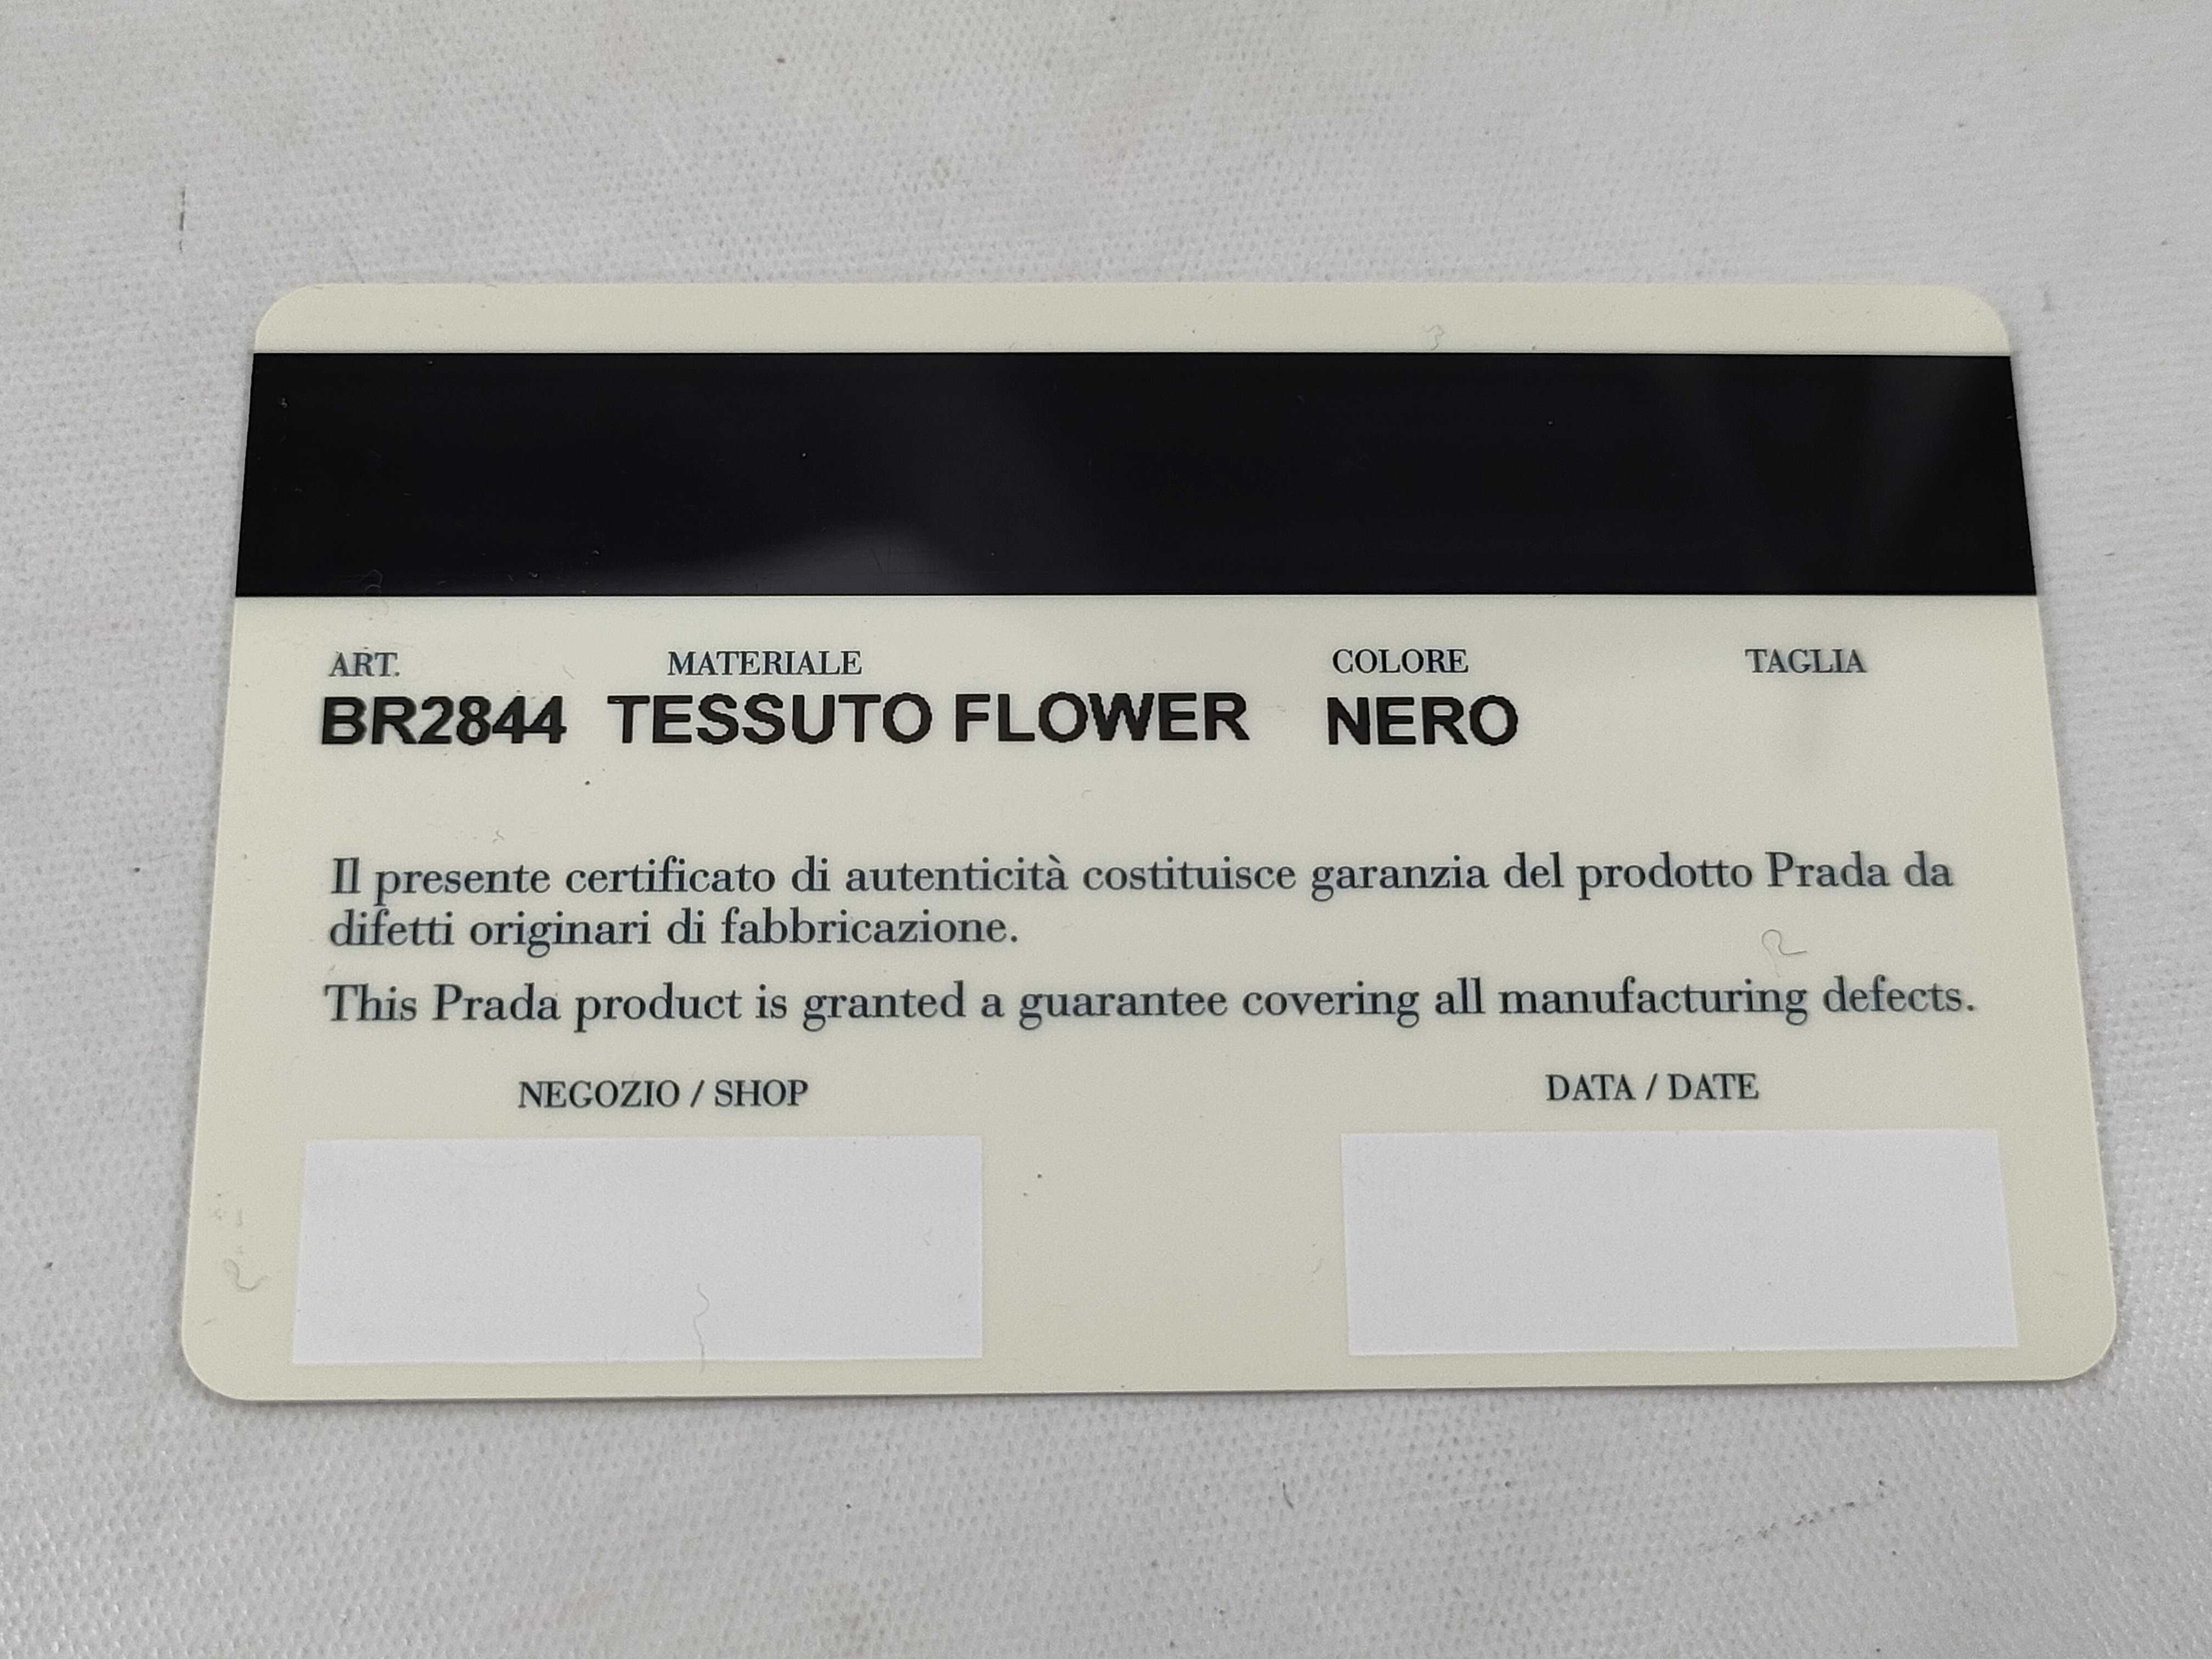 ART. MATERIALE COLORE TAGLIA
BR2844 TESSUTO FLOWER NERO
Il presente certificato di autenticità costituisce garanzia del prodotto Prada da
difetti originari di fabbricazione.
This Prada product is granted a guarantee covering all manufacturing defects.
NEGOZIO / SHOP DATA / DATE